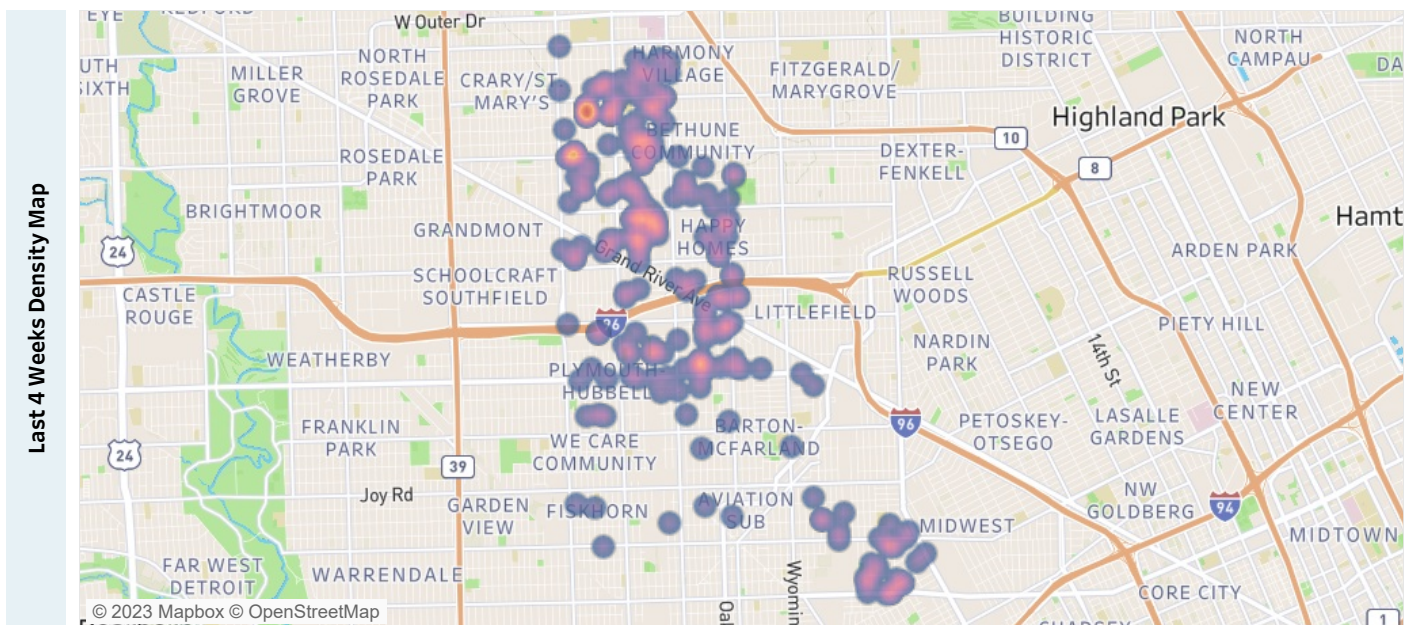 Last 4 Weeks Density Map
EYE
W Outer Dr
BUILDING
HISTORIC
DISTRICT
NORTH
CAMPAU
UTH
SIXTH
MILLER
GROVE
NORTH
ROSEDALE
PARK
CRARY/ST.
MARY'S
HARMONY
VILLAGE
FITZGERALD/
MARYGROVE
DA
Highland Park
10
8
BETHUNE
COMMUNITY
DEXTER-
FENKELL
ROSEDALE
PARK
BRIGHTMOOR
GRANDMONT
HAPPY
HOMES
Hamt
ARDEN PARK
24
Grand River Ave
SCHOOLCRAFT
SOUTHFIELD
RUSSELL
WOODS
CASTLE
ROUGE
96
LITTLEFIELD
PIETY HILL
WEATHERBY
NARDIN
PARK
14th St
PLYMOUTH-
HUBBELL
NEW
CENTER
FRANKLIN
PARK
WE CARE
COMMUNITY
BARTON-
MCFARLAND
96
PETOSKEY-
OTSEGO
LASALLE
GARDENS
24
39
Joy Rd
GARDEN
VIEW
FISKHORN
AVIATION
SUB
MIDWEST
NW
GOLDBERG
94
MIDTOWN
FAR WEST
DETROIT
WARRENDALE
Wyomin
Oal
CORE CITY
1
© 2023 Mapbox © OpenStreetMap